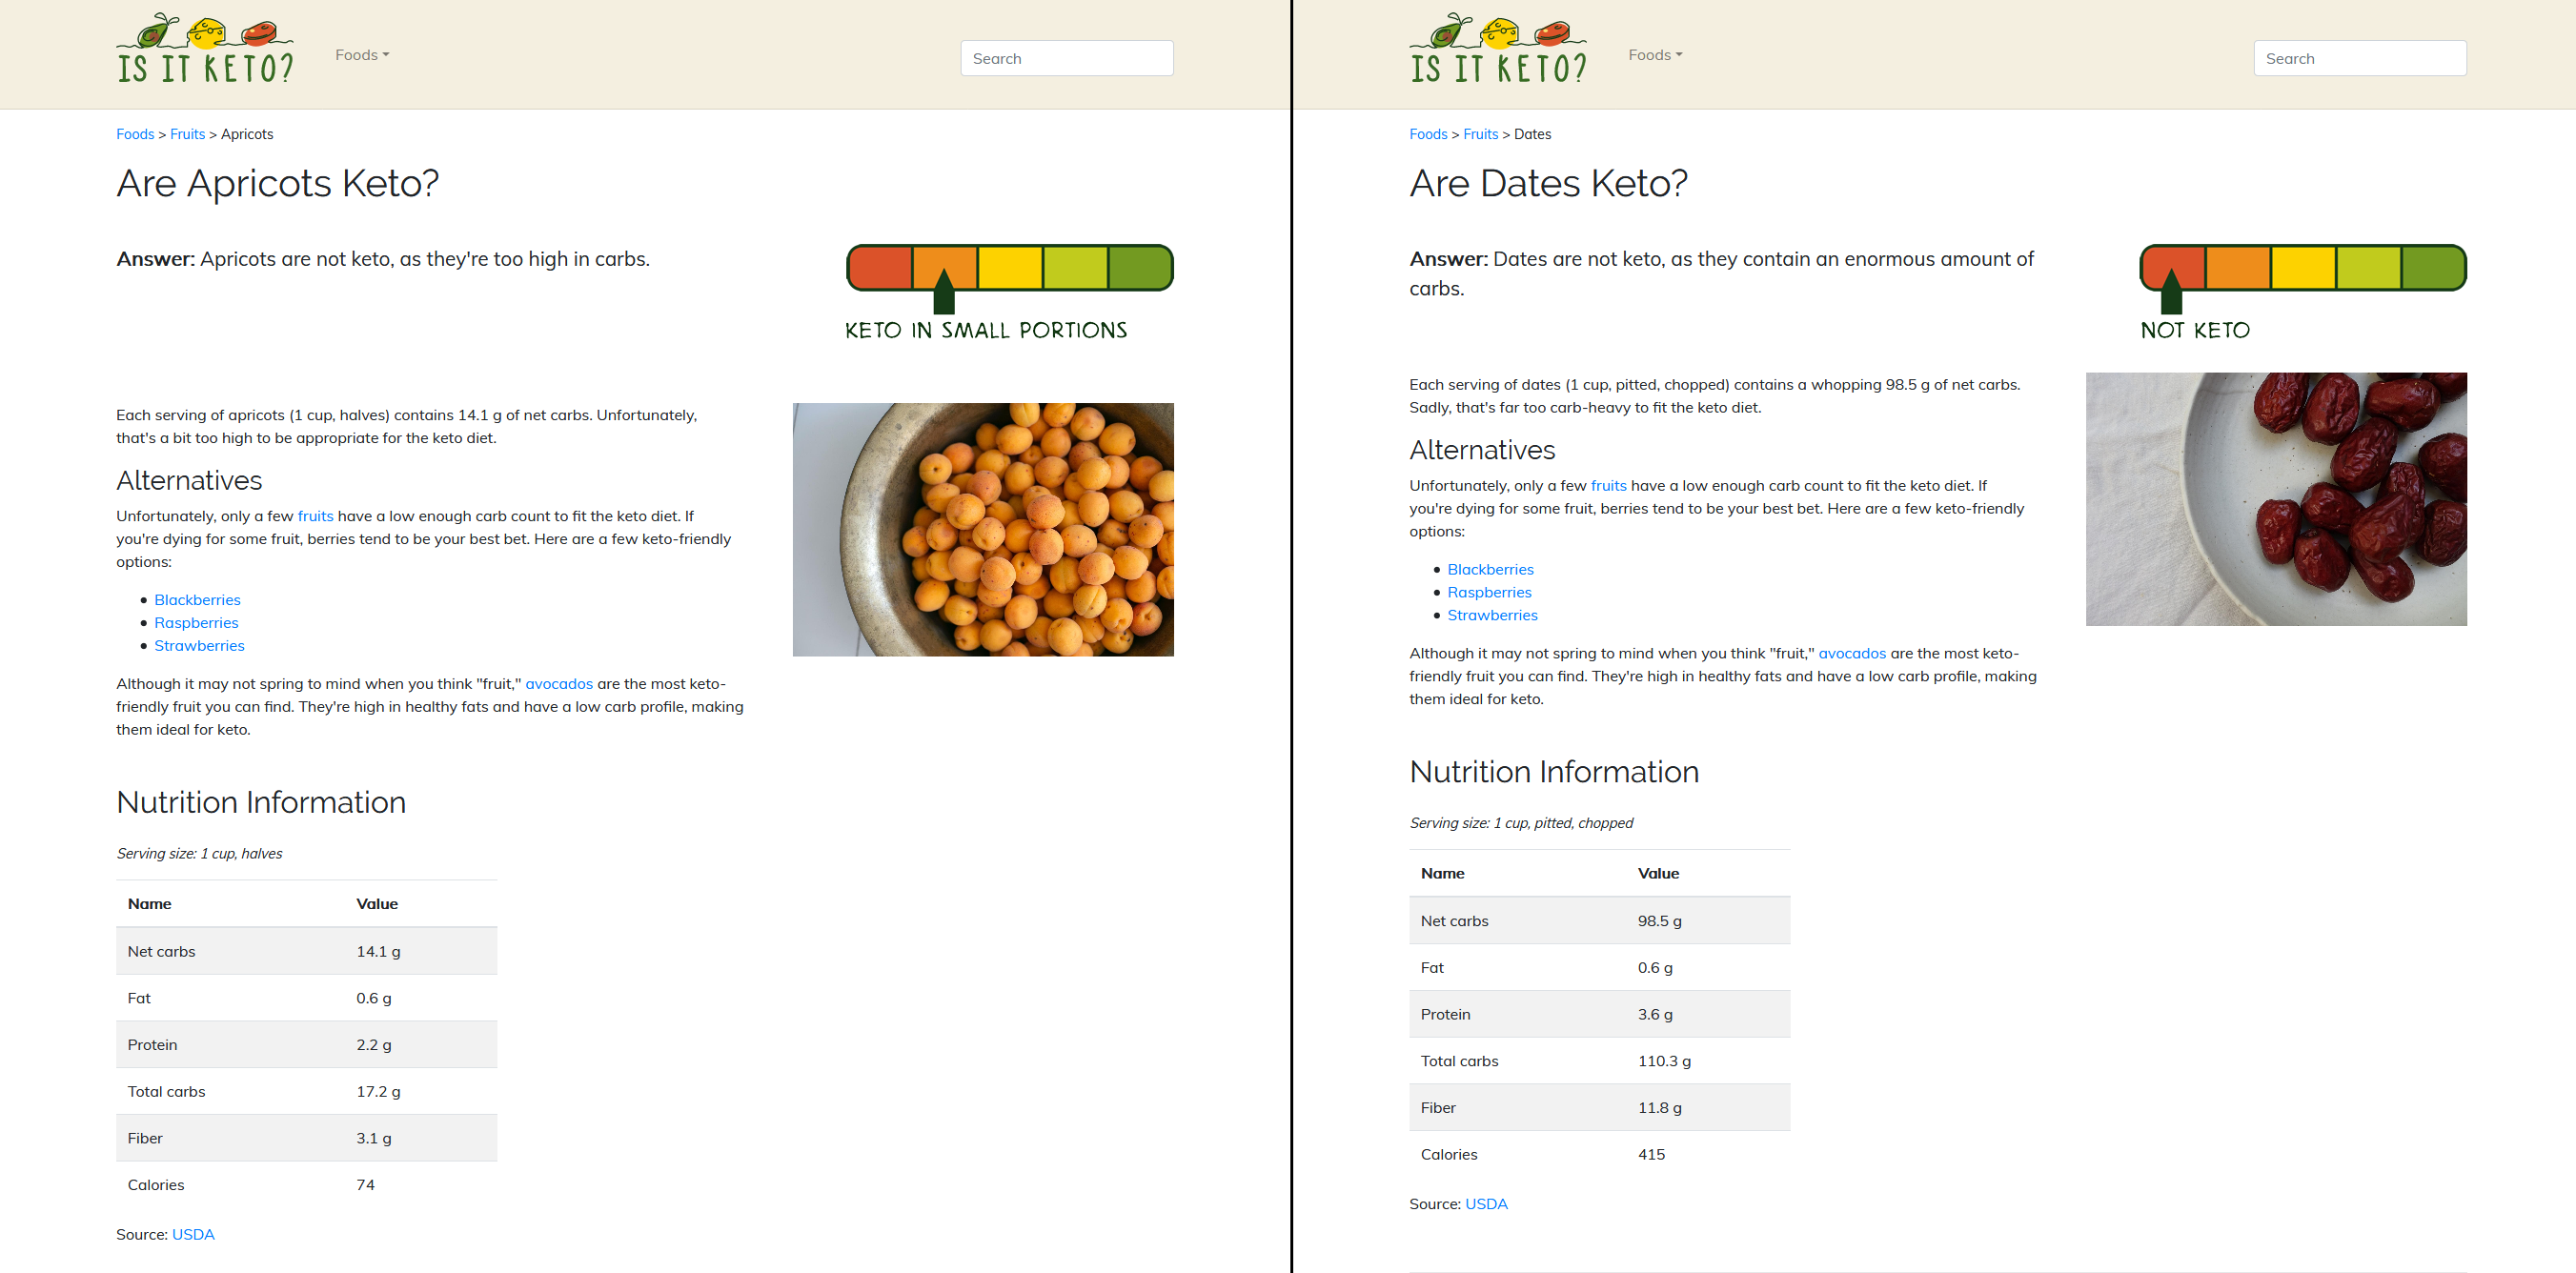 IS IT KETO?
Foods
Search
Foods > Fruits > Apricots
Are Apricots Keto?
Answer: Apricots are not keto, as they're too high in carbs.
KETO IN SMALL PORTIONS
Each serving of apricots (1 cup, halves) contains 14.1 g of net carbs. Unfortunately,
that's a bit too high to be appropriate for the keto diet.
Alternatives
Unfortunately, only a few fruits have a low enough carb count to fit the keto diet. If
you're dying for some fruit, berries tend to be your best bet. Here are a few keto-friendly
options:
• Blackberries
• Raspberries
• Strawberries
Although it may not spring to mind when you think "fruit," avocados are the most keto-
friendly fruit you can find. They're high in healthy fats and have a low carb profile, making
them ideal for keto.
Nutrition Information
Serving size: 1 cup, halves
Name Value
Net carbs 14.1 g
Fat 0.6 g
Protein 2.2 g
Total carbs 17.2 g
Fiber 3.1 g
Calories 74
Source: USDA
IS IT KETO?
Foods
Search
Foods > Fruits > Dates
Are Dates Keto?
Answer: Dates are not keto, as they contain an enormous amount of
carbs.
NOT KETO
Each serving of dates (1 cup, pitted, chopped) contains a whopping 98.5 g of net carbs.
Sadly, that's far too carb-heavy to fit the keto diet.
Alternatives
Unfortunately, only a few fruits have a low enough carb count to fit the keto diet. If
you're dying for some fruit, berries tend to be your best bet. Here are a few keto-friendly
options:
• Blackberries
• Raspberries
• Strawberries
Although it may not spring to mind when you think "fruit," avocados are the most keto-
friendly fruit you can find. They're high in healthy fats and have a low carb profile, making
them ideal for keto.
Nutrition Information
Serving size: 1 cup, pitted, chopped
Name Value
Net carbs 98.5 g
Fat 0.6 g
Protein 3.6 g
Total carbs 110.3 g
Fiber 11.8 g
Calories 415
Source: USDA